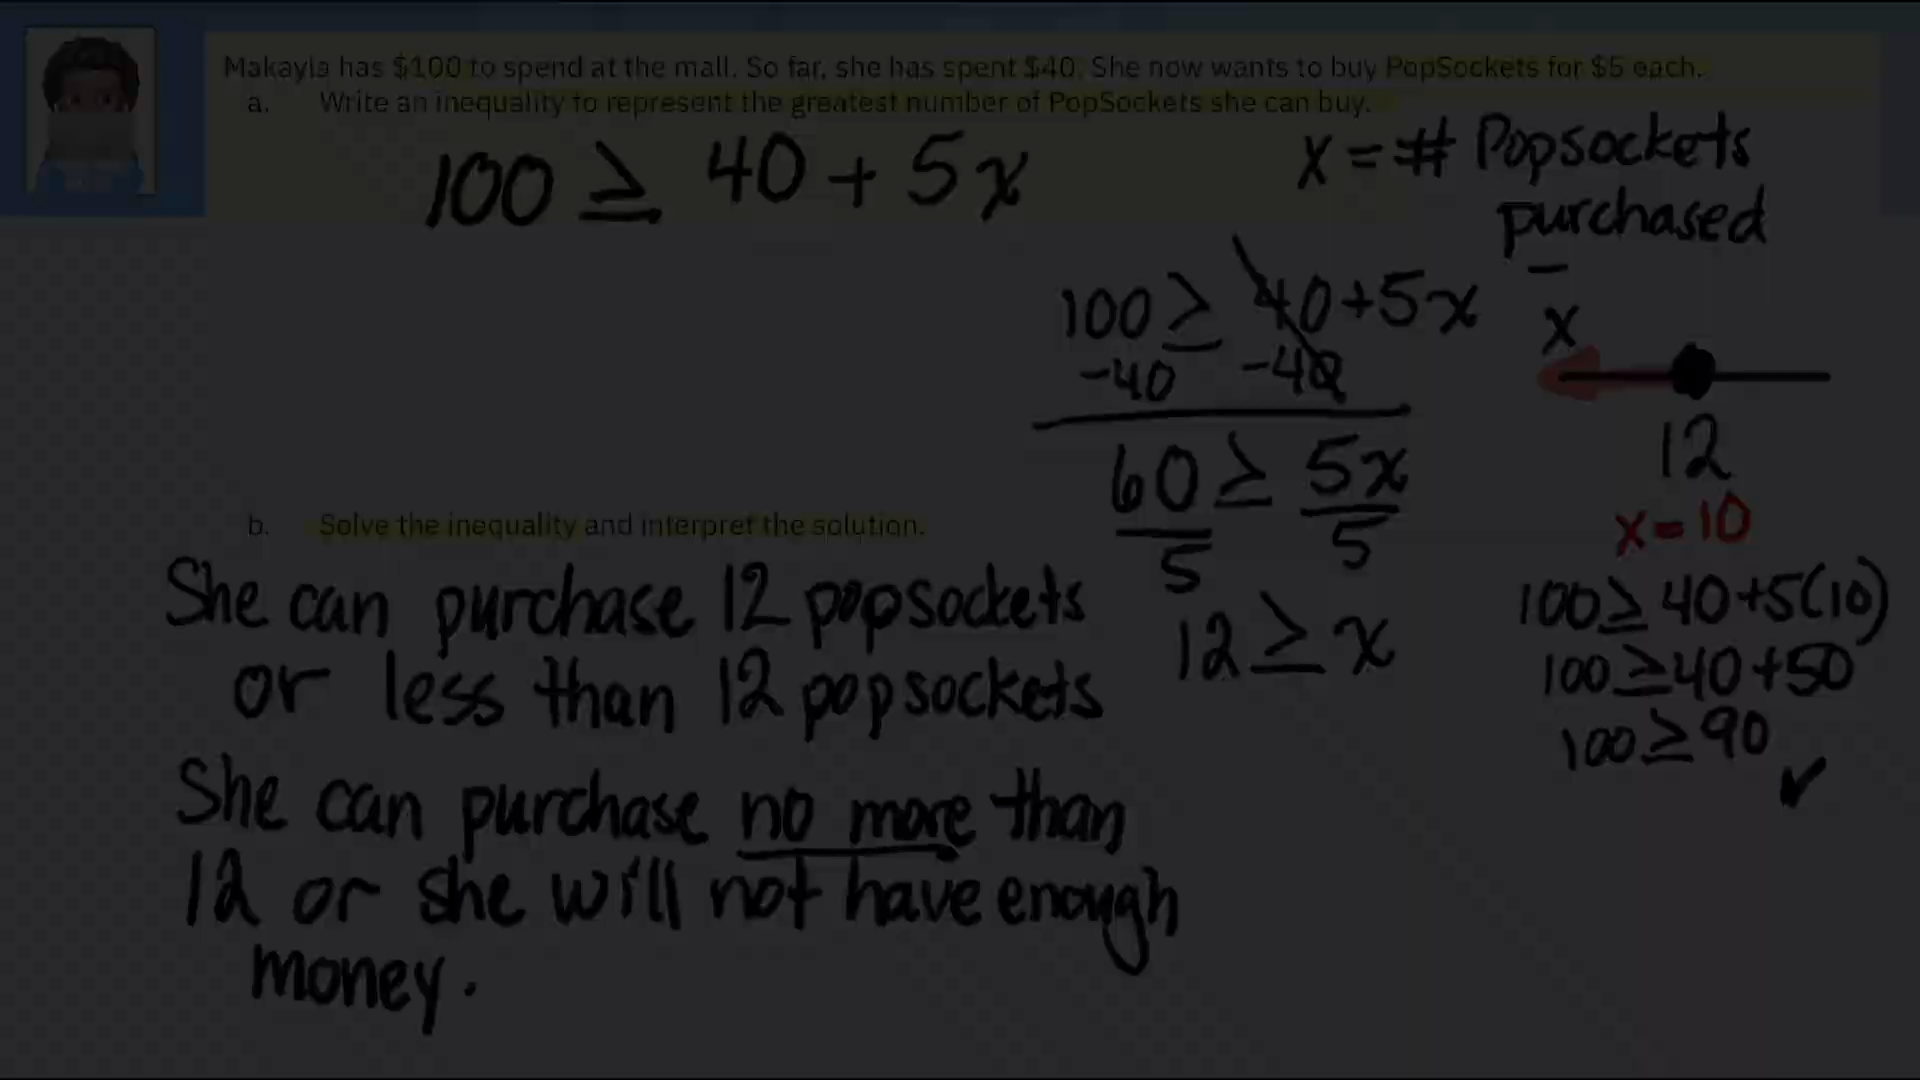 Makayla has $100 to spend at the mall. So far, she has spent $40. She now wants to buy PopSockets for $5 each.
a. Write an inequality to represent the greatest number of PopSockets she can buy.
100 ≥ 40 + 5x
x = # Popsockets
purchased
100 ≥ 40+5x
-40 -40
60 ≥ 5x
5 5
12 ≥ x
x
12
x=10
100≥40+5(10)
100≥40+50
100≥90
✓
b. Solve the inequality and interpret the solution.
She can purchase 12 popsockets
or less than 12 popsockets
She can purchase no more than
12 or she will not have enough
money.